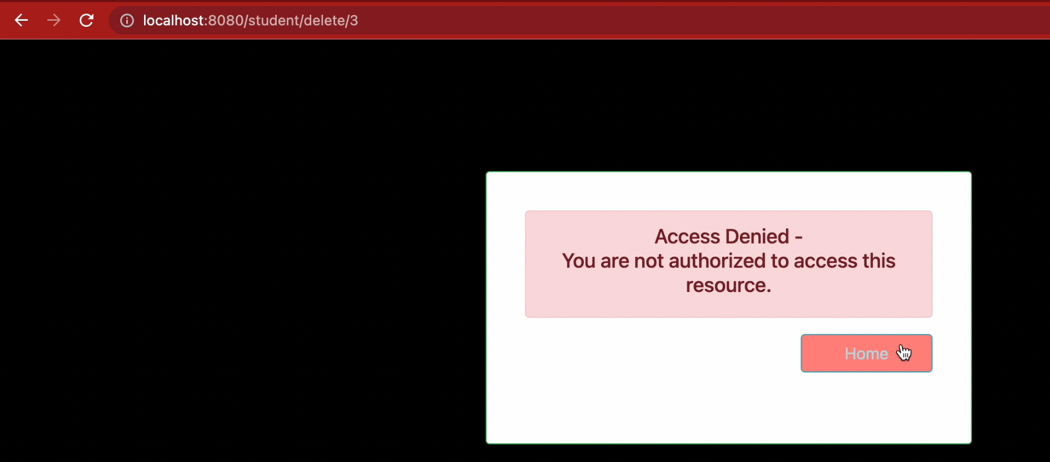 localhost:8080/student/delete/3
Access Denied -
You are not authorized to access this
resource.
Home